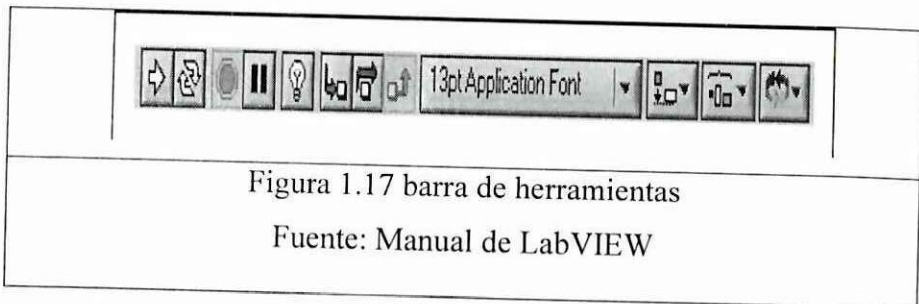 13pt Application Font
Figura 1.17 barra de herramientas
Fuente: Manual de LabVIEW